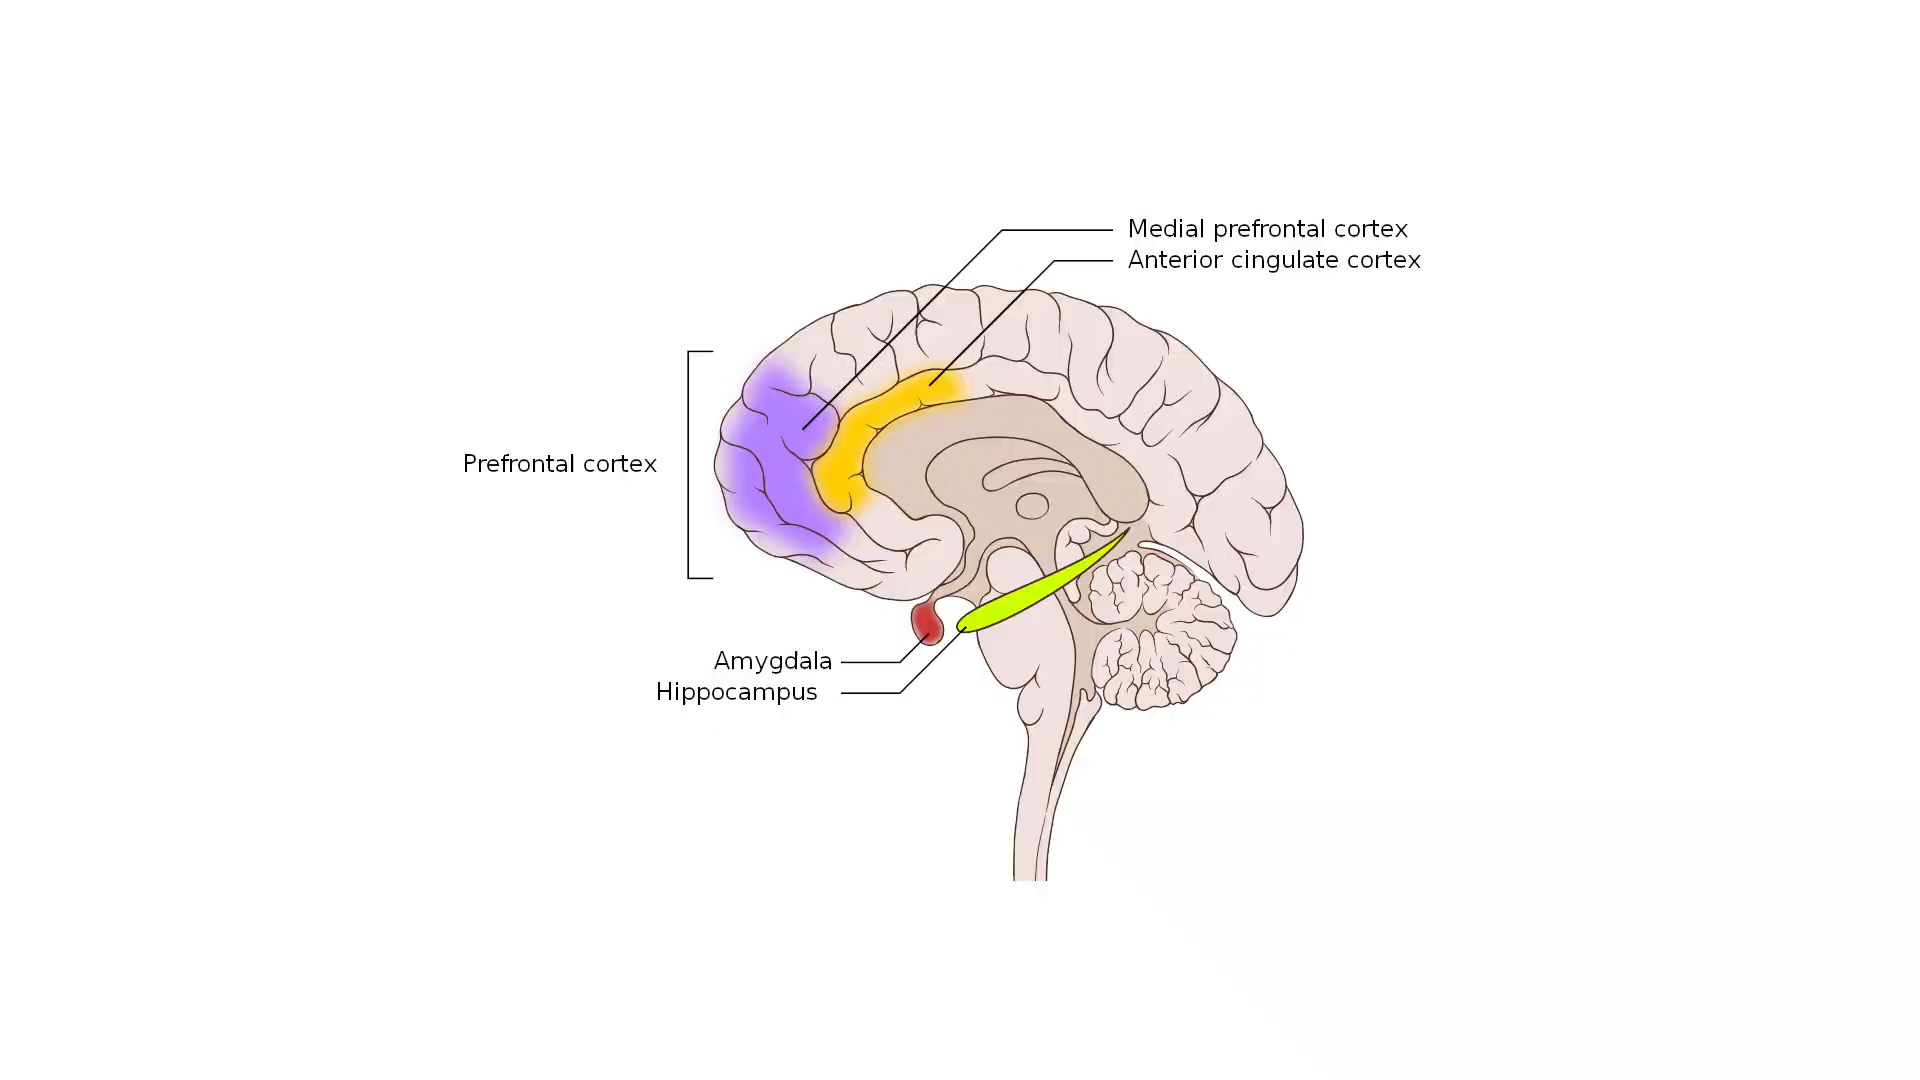 Medial prefrontal cortex
Anterior cingulate cortex
Prefrontal cortex
Amygdala
Hippocampus